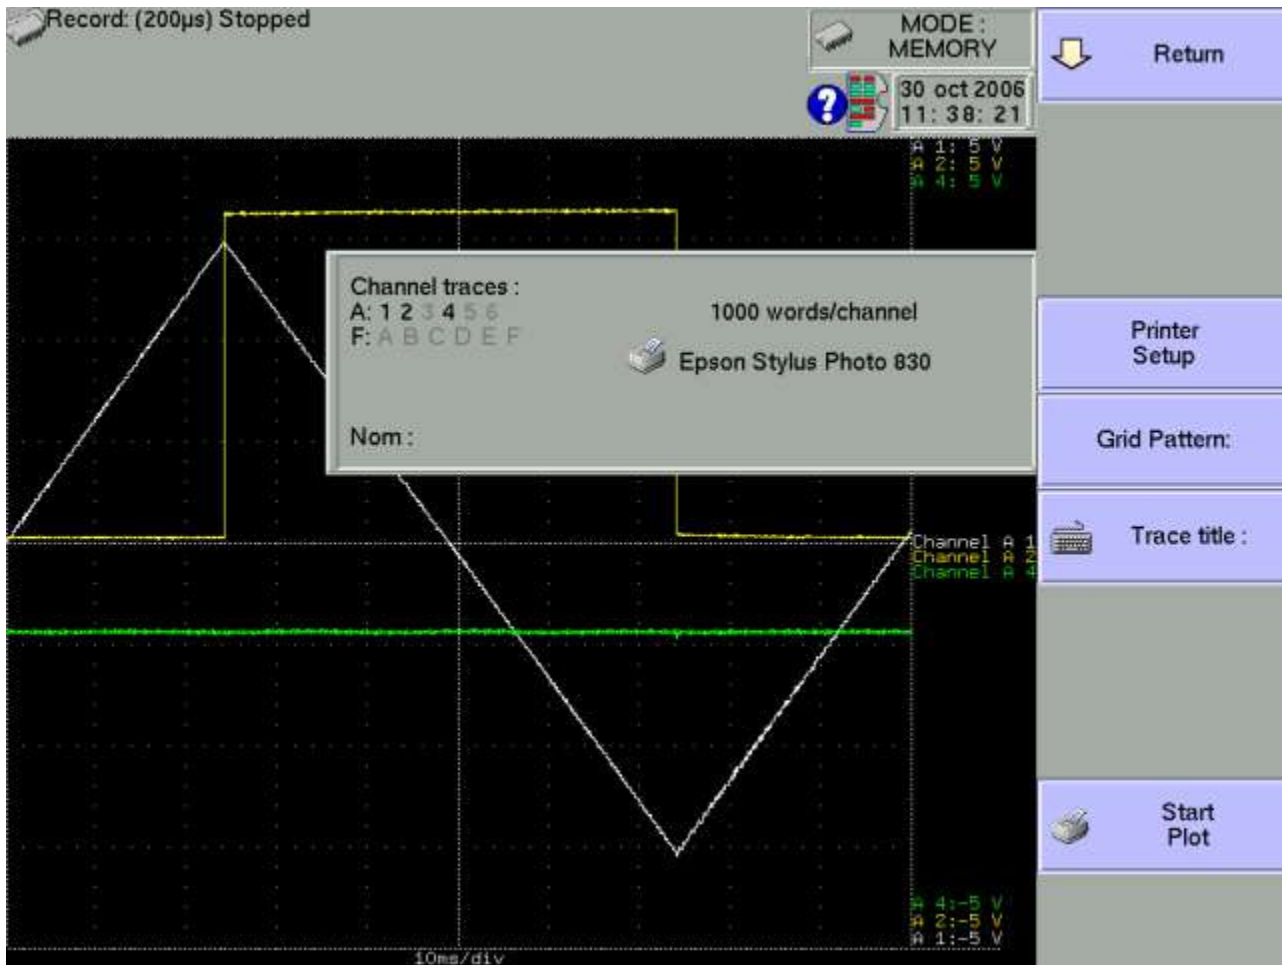 Record: (200µs) Stopped
MODE :
MEMORY
Return
30 oct 2006
11: 38: 21
?
A 1: 5 V
A 2: 5 V
A 4: 5 V
Channel traces :
A: 1 2 3 4 5 6
F: A B C D E F
1000 words/channel
Epson Stylus Photo 830
Nom :
Printer
Setup
Grid Pattern:
Trace title :
Channel A 1
Channel A 2
Channel A 4
Start
Plot
A 4:-5 V
A 2:-5 V
A 1:-5 V
10ms/div